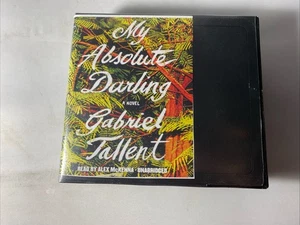 My
Absolute
Darling
A NOVEL
Gabriel
Tallent
READ BY ALEX McKENNA · UNABRIDGED